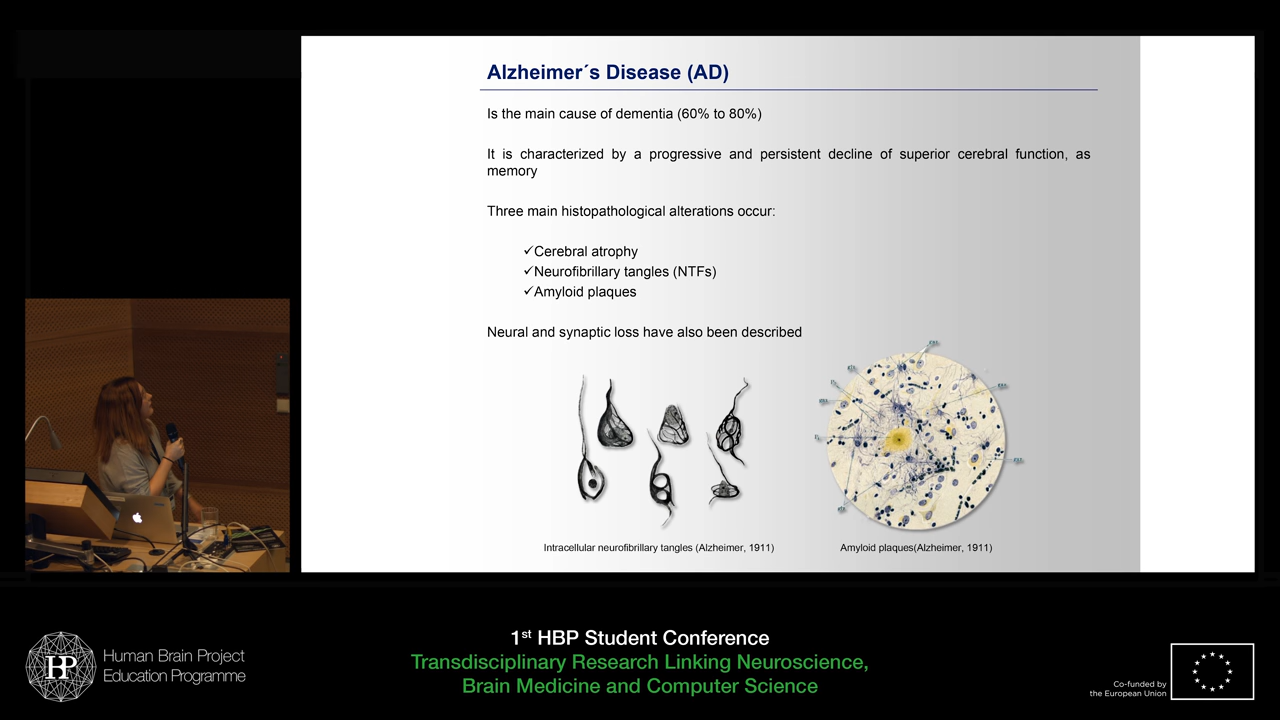 Alzheimer´s Disease (AD)
Is the main cause of dementia (60% to 80%)
It is characterized by a progressive and persistent decline of superior cerebral function, as
memory
Three main histopathological alterations occur:
✓Cerebral atrophy
✓Neurofibrillary tangles (NTFs)
✓Amyloid plaques
Neural and synaptic loss have also been described
Intracellular neurofibrillary tangles (Alzheimer, 1911)
Amyloid plaques(Alzheimer, 1911)
HP
Human Brain Project
Education Programme
1st HBP Student Conference
Transdisciplinary Research Linking Neuroscience,
Brain Medicine and Computer Science
Co-funded by
the European Union